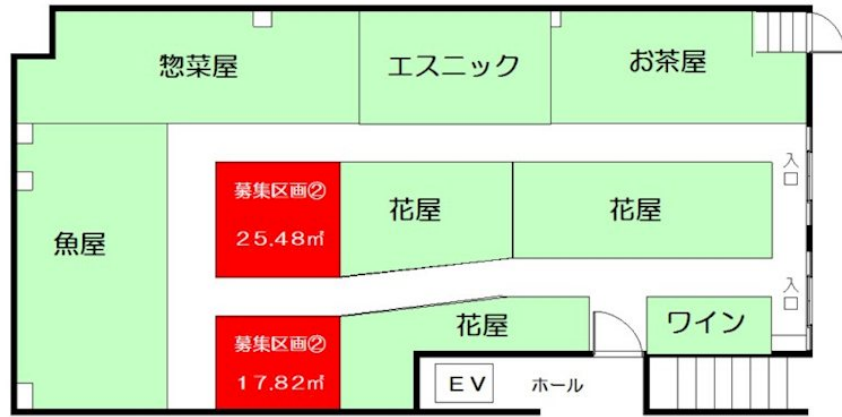 惣菜屋
エスニック
お茶屋
魚屋
募集区画②
25.48㎡
花屋
花屋
入口
募集区画②
17.82㎡
花屋
ワイン
入口
EV
ホール